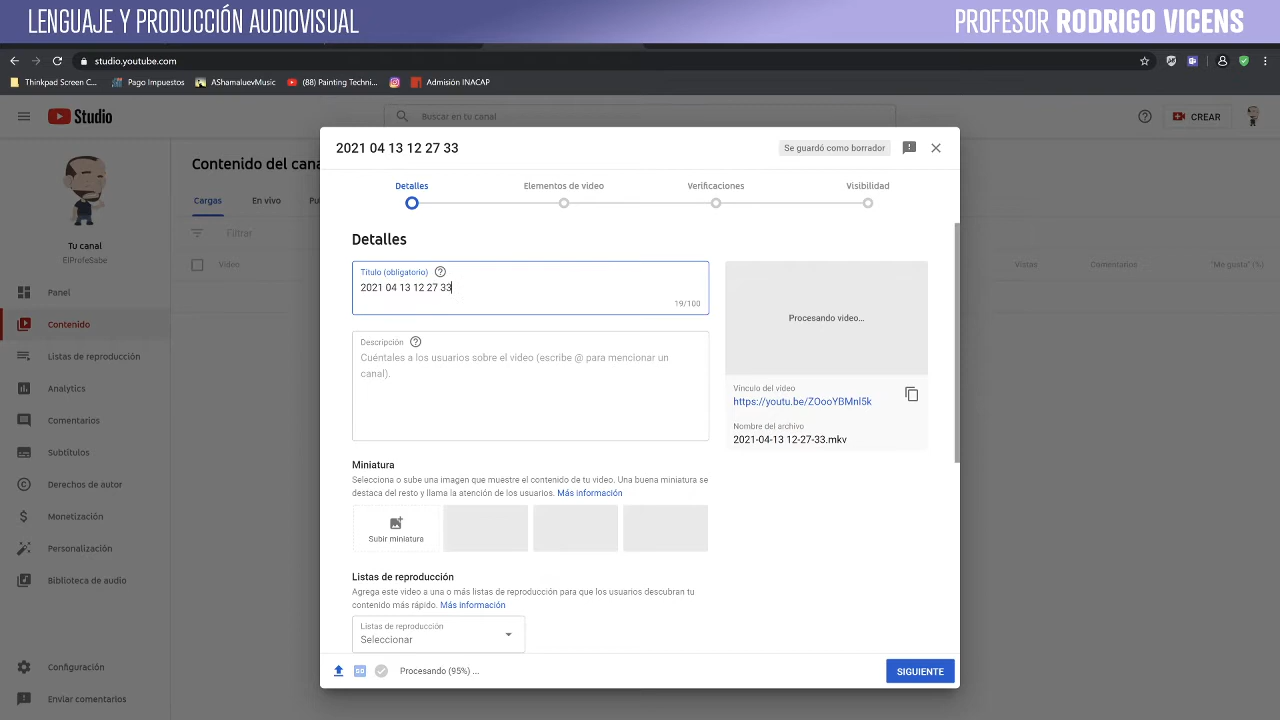 LENGUAJE Y PRODUCCIÓN AUDIOVISUAL
PROFESOR RODRIGO VICENS
studio.youtube.com
Thinkpad Screen C...
Pago Impuestos
AShamaluevMusic
(88) Painting Techni...
Admisión INACAP
Studio
Buscar en tu canal
CREAR
2021 04 13 12 27 33
Se guardó como borrador
Detalles
Elementos de video
Verificaciones
Visibilidad
Contenido del cana
Cargas
En vivo
Pu
Filtrar
Video
Vistas
Comentarios
"Me gusta" (%)
Tu canal
ElProfeSabe
Panel
Contenido
Listas de reproducción
Analytics
Comentarios
Subtítulos
Derechos de autor
Monetización
Personalización
Biblioteca de audio
Configuración
Enviar comentarios
Detalles
Título (obligatorio)
2021 04 13 12 27 33
19/100
Descripción
Cuéntales a los usuarios sobre el video (escribe @ para mencionar un
canal).
Procesando video...
Vínculo del video
https://youtu.be/ZOooYBMnl5k
Nombre del archivo
2021-04-13 12-27-33.mkv
Miniatura
Selecciona o sube una imagen que muestre el contenido de tu video. Una buena miniatura se
destaca del resto y llama la atención de los usuarios. Más información
Subir miniatura
Listas de reproducción
Agrega este video a una o más listas de reproducción para que los usuarios descubran tu
contenido más rápido. Más información
Listas de reproducción
Seleccionar
SD
Procesando (95%) ...
SIGUIENTE